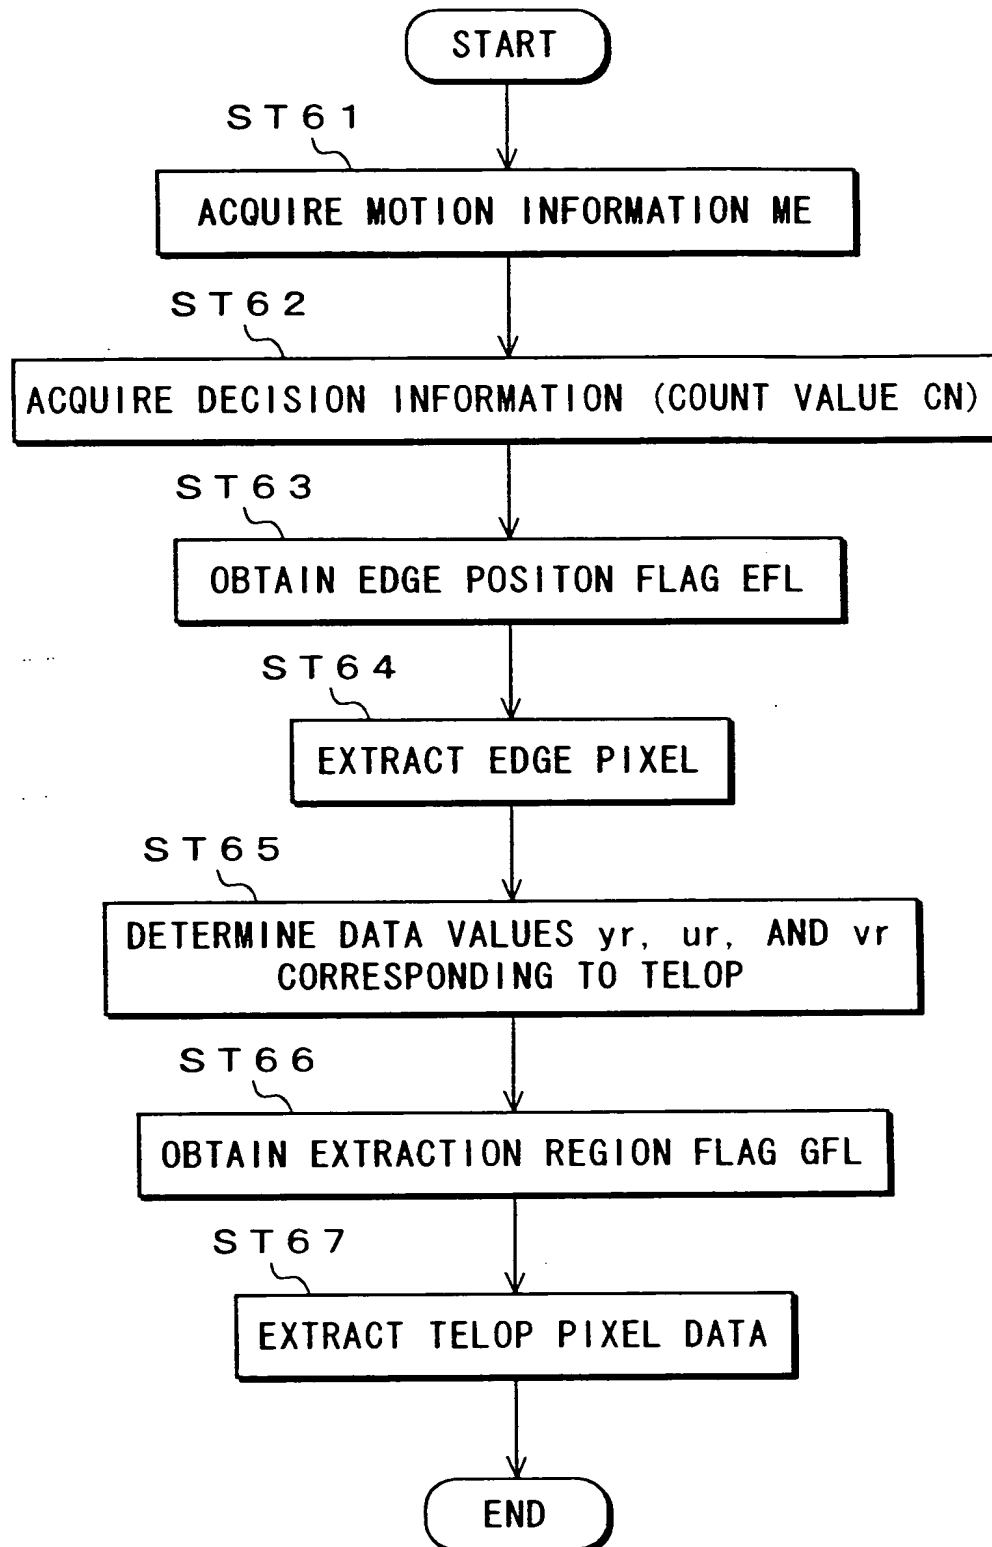 START
ST61
ACQUIRE MOTION INFORMATION ME
ST62
ACQUIRE DECISION INFORMATION (COUNT VALUE CN)
ST63
OBTAIN EDGE POSITON FLAG EFL
ST64
EXTRACT EDGE PIXEL
ST65
DETERMINE DATA VALUES yr, ur, AND vr
CORRESPONDING TO TELOP
ST66
OBTAIN EXTRACTION REGION FLAG GFL
ST67
EXTRACT TELOP PIXEL DATA
END